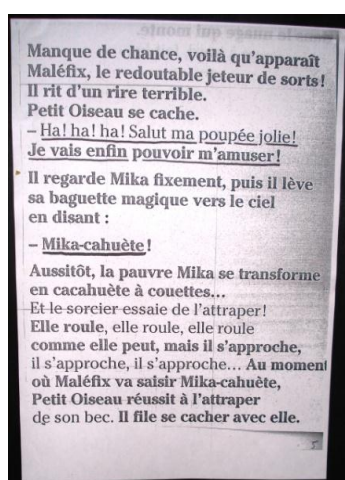 Manque de chance, voilà qu'apparaît
Maléfix, le redoutable jeteur de sorts!
Il rit d'un rire terrible.
Petit Oiseau se cache.
– Ha! ha! ha! Salut ma poupée jolie!
Je vais enfin pouvoir m'amuser!
Il regarde Mika fixement, puis il lève
sa baguette magique vers le ciel
en disant :
– Mika-cahuète!
Aussitôt, la pauvre Mika se transforme
en cacahuète à couettes...
Et le sorcier essaie de l'attraper!
Elle roule, elle roule, elle roule
comme elle peut, mais il s'approche,
il s'approche, il s'approche... Au moment
où Maléfix va saisir Mika-cahuète,
Petit Oiseau réussit à l'attraper
de son bec. Il file se cacher avec elle.
5